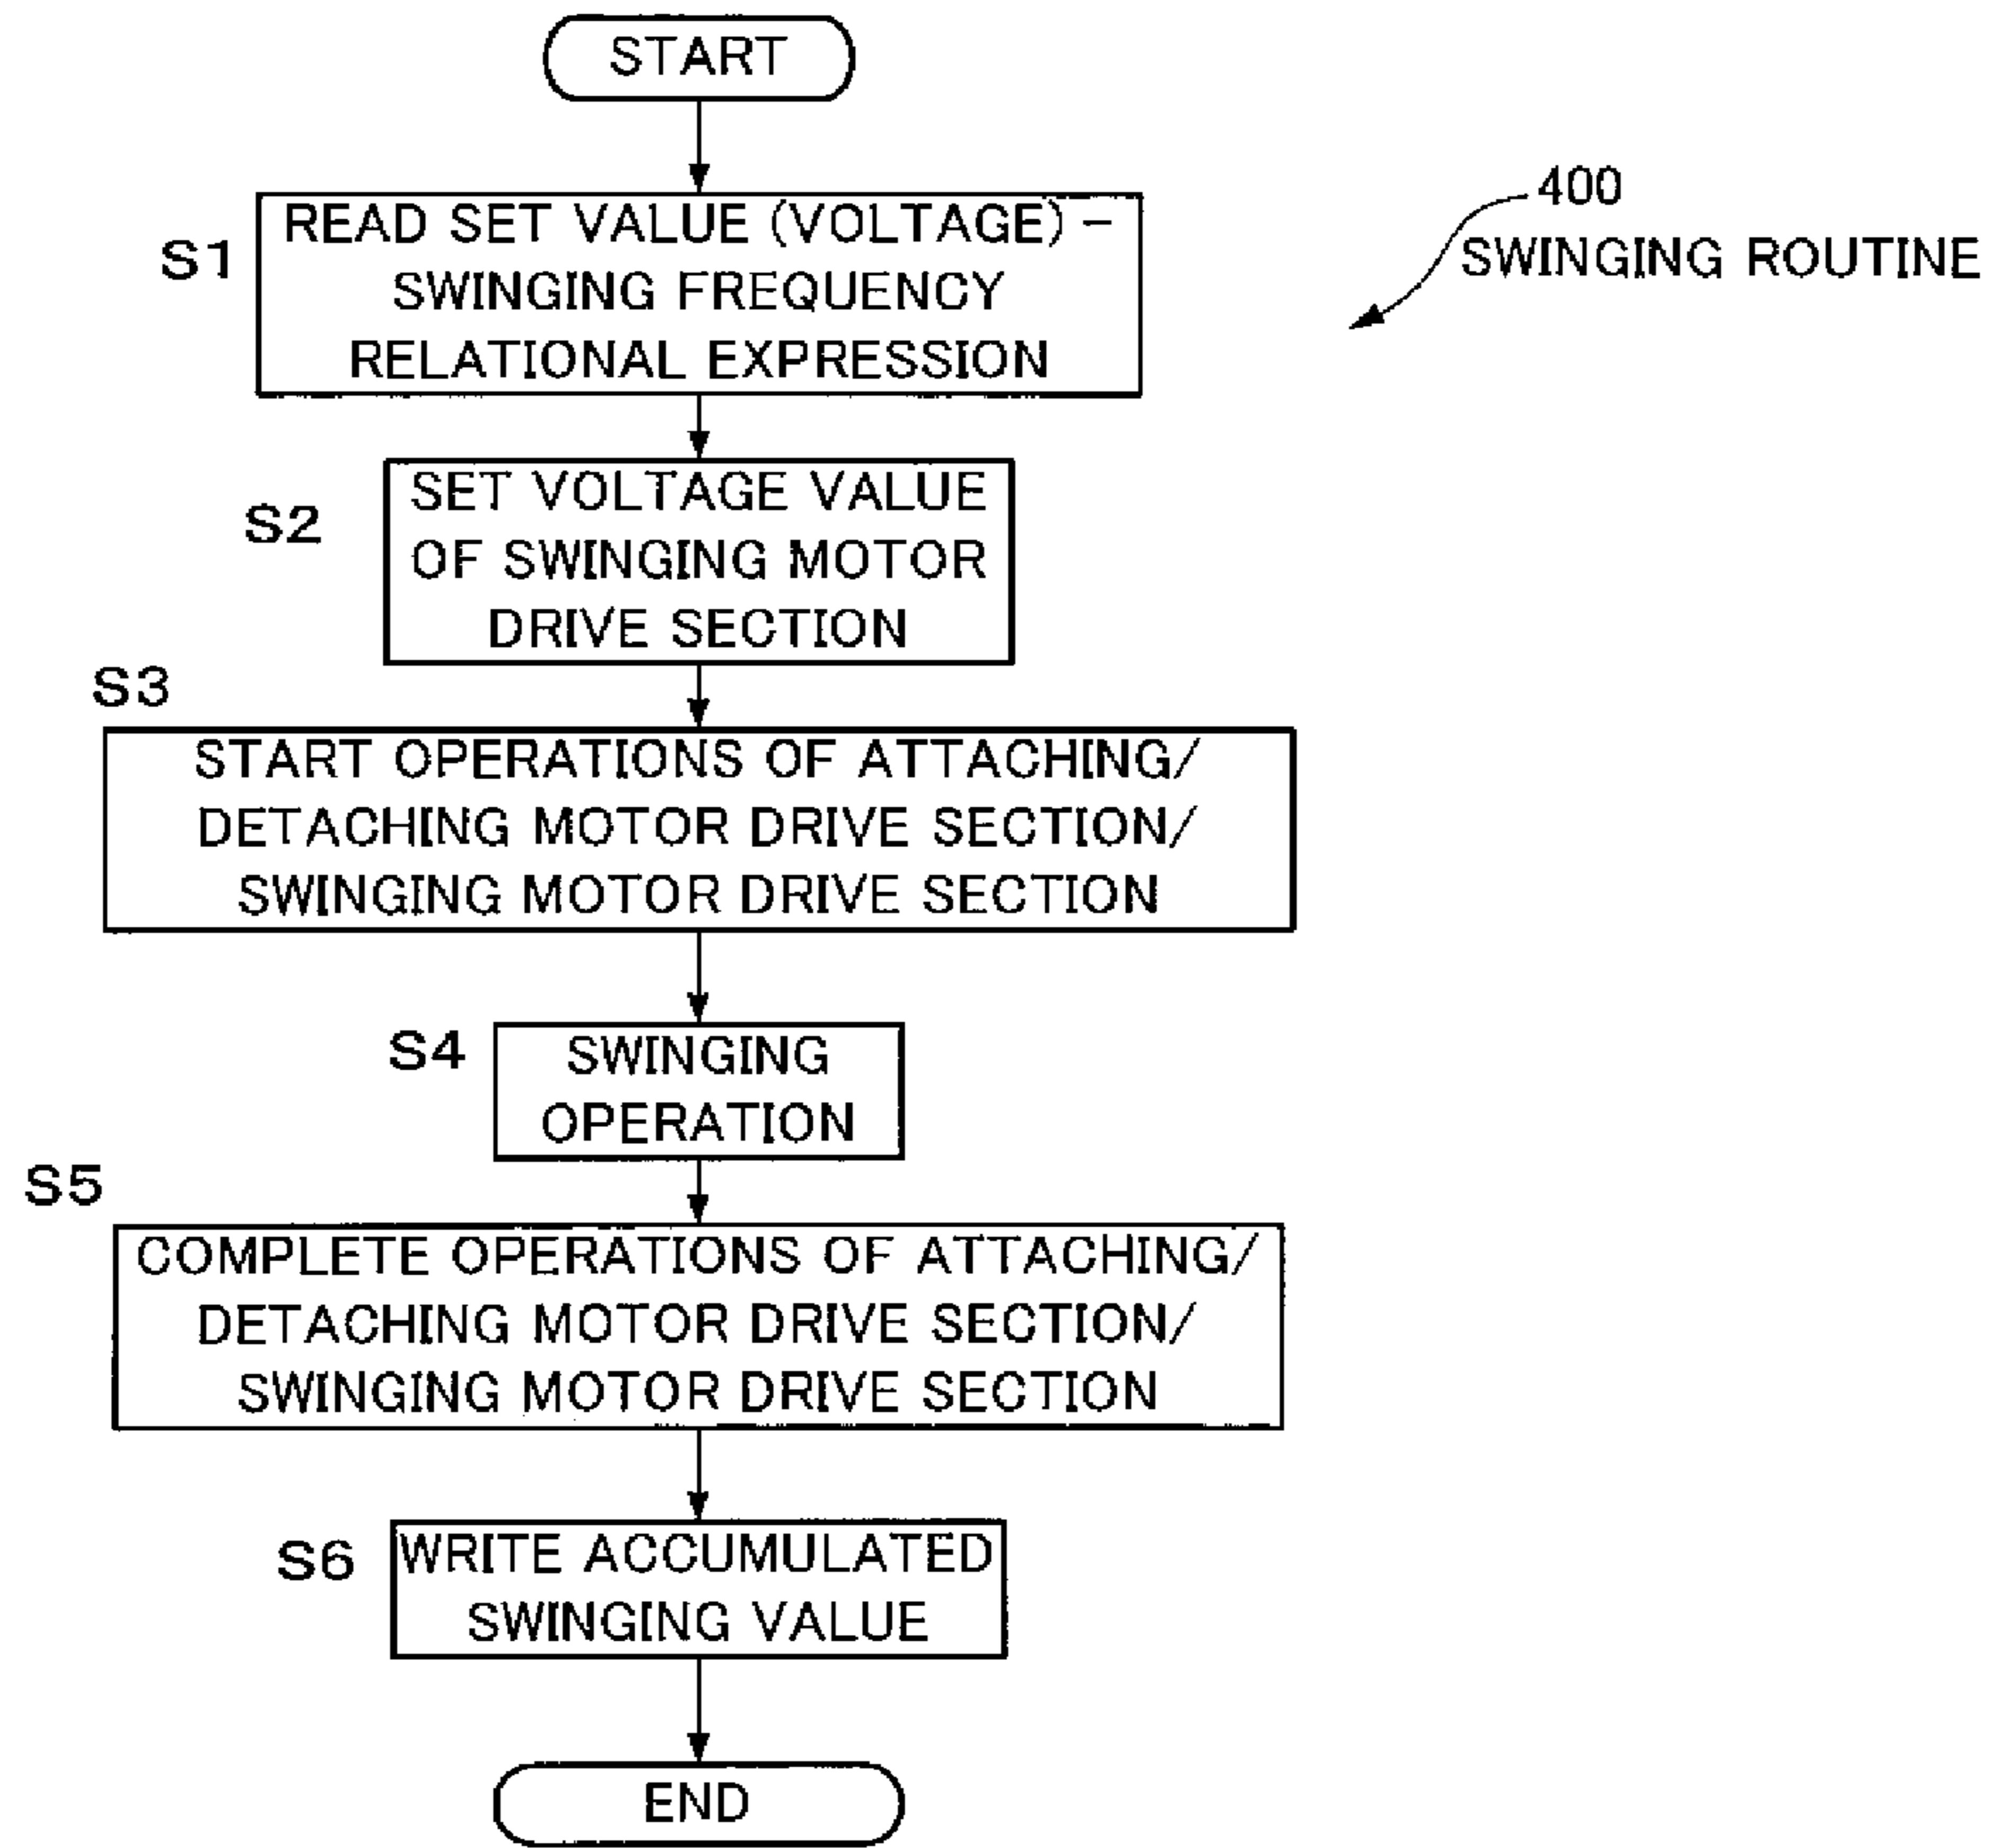 START
400
SWINGING ROUTINE
S1
READ SET VALUE (VOLTAGE)-
SWINGING FREQUENCY
RELATIONAL EXPRESSION
S2
SET VOLTAGE VALUE
OF SWINGING MOTOR
DRIVE SECTION
S3
START OPERATIONS OF ATTACHING/
DETACHING MOTOR DRIVE SECTION/
SWINGING MOTOR DRIVE SECTION
S4
SWINGING
OPERATION
S5
COMPLETE OPERATIONS OF ATTACHING/
DETACHING MOTOR DRIVE SECTION/
SWINGING MOTOR DRIVE SECTION
S6
WRITE ACCUMULATED
SWINGING VALUE
END